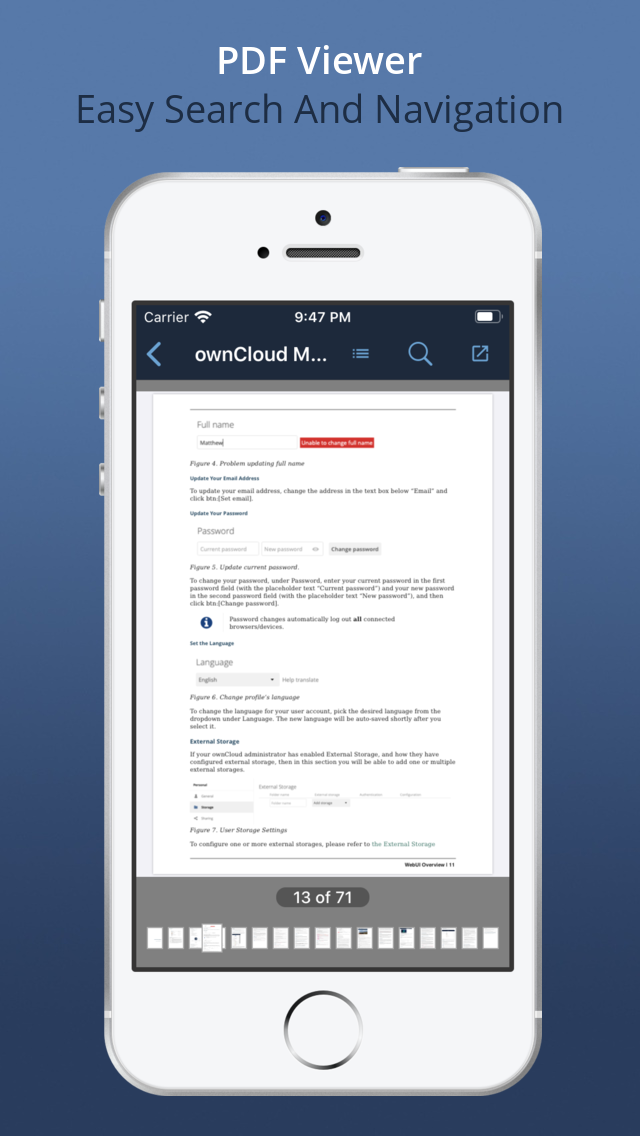 PDF Viewer
Easy Search And Navigation
Carrier 9:47 PM
ownCloud M...
Full name
Matthew Unable to change full name
Figure 4. Problem updating full name
Update Your Email Address
To update your email address, change the address in the text box below "Email" and
click btn:[Set email].
Update Your Password
Password
Current password New password Change password
Figure 5. Update current password.
To change your password, under Password, enter your current password in the first
password field (with the placeholder text "Current password") and your new password
in the second password field (with the placeholder text "New password"), and then
click btn:[Change password].
Password changes automatically log out all connected
browsers/devices.
Set the Language
Language
English Help translate
Figure 6. Change profile's language
To change the language for your user account, pick the desired language from the
dropdown under Language. The new language will be auto-saved shortly after you
select it.
External Storage
If your ownCloud administrator has enabled External Storage, and how they have
configured external storage, then in this section you will be able to add one or multiple
external storages.
Personal External Storage
General Folder name External storage Authentication Configuration
Storage Folder name Add storage
Sharing
Figure 7. User Storage Settings
To configure one or more external storages, please refer to the External Storage
WebUI Overview | 11
13 of 71